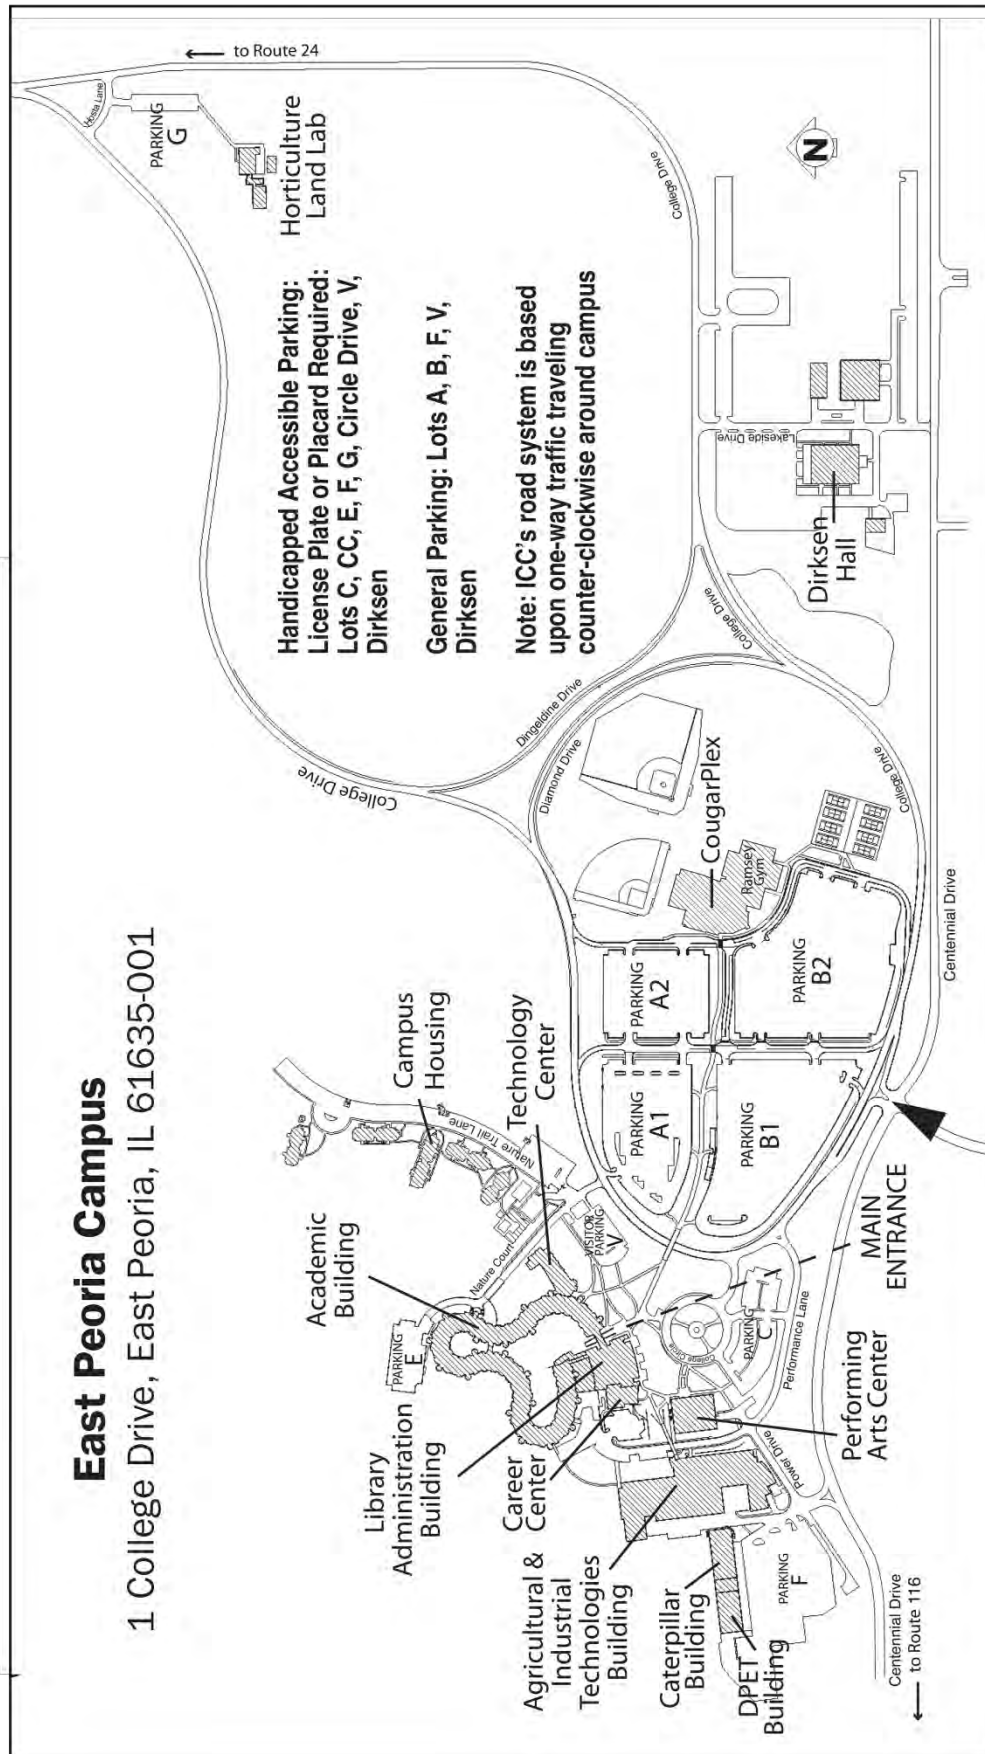 East Peoria Campus
1 College Drive, East Peoria, IL 61635-001
to Route 24
Hosta Lane
PARKING
G
Horticulture
Land Lab
Handicapped Accessible Parking:
License Plate or Placard Required:
Lots C, CC, E, F, G, Circle Drive, V,
Dirksen
General Parking: Lots A, B, F, V,
Dirksen
Note: ICC's road system is based
upon one-way traffic traveling
counter-clockwise around campus
College Drive
N
Lakeside Drive
Dirksen
Hall
College Drive
Dingeldine Drive
Diamond Drive
College Drive
College Drive
CougarPlex
Ramsey
Gym
Centennial Drive
PARKING
A2
PARKING
B2
PARKING
A1
PARKING
B1
Campus
Housing
Nature Trail Lane
Technology
Center
VISITOR
PARKING
V
Nature Court
Academic
Building
PARKING
E
Library
Administration
Building
Career
Center
College Circle
PARKING
C
MAIN
ENTRANCE
Performance Lane
Performing
Arts Center
Power Drive
Agricultural &
Industrial
Technologies
Building
Caterpillar
Building
DPET
Building
PARKING
F
Centennial Drive
to Route 116